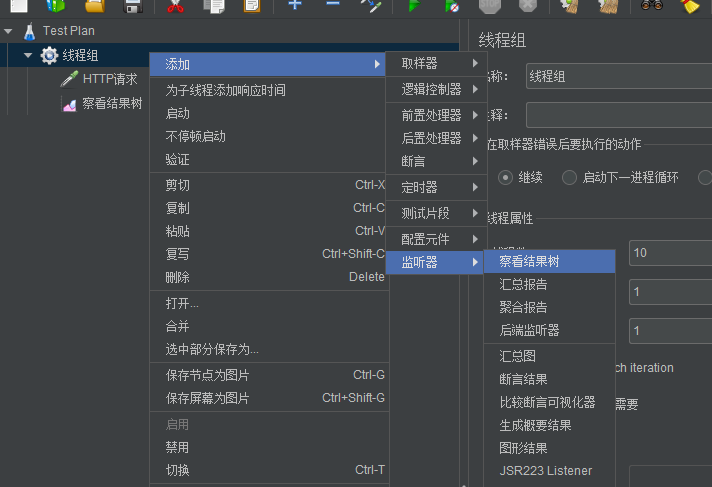 Test Plan
线程组
HTTP请求
察看结果树
添加
为子线程添加响应时间
启动
不停顿启动
验证
剪切 Ctrl-X
复制 Ctrl-C
粘贴 Ctrl-V
复写 Ctrl+Shift-C
删除 Delete
打开...
合并
选中部分保存为...
保存节点为图片 Ctrl-G
保存屏幕为图片 Ctrl+Shift-G
启用
禁用
切换 Ctrl-T
取样器
逻辑控制器
前置处理器
后置处理器
断言
定时器
测试片段
配置元件
监听器
察看结果树
汇总报告
聚合报告
后端监听器
汇总图
断言结果
比较断言可视化器
生成概要结果
图形结果
JSR223 Listener
线程组
名称: 线程组
注释:
在取样器错误后要执行的动作
继续 启动下一进程循环
线程属性
10
1
1
ch iteration
需要